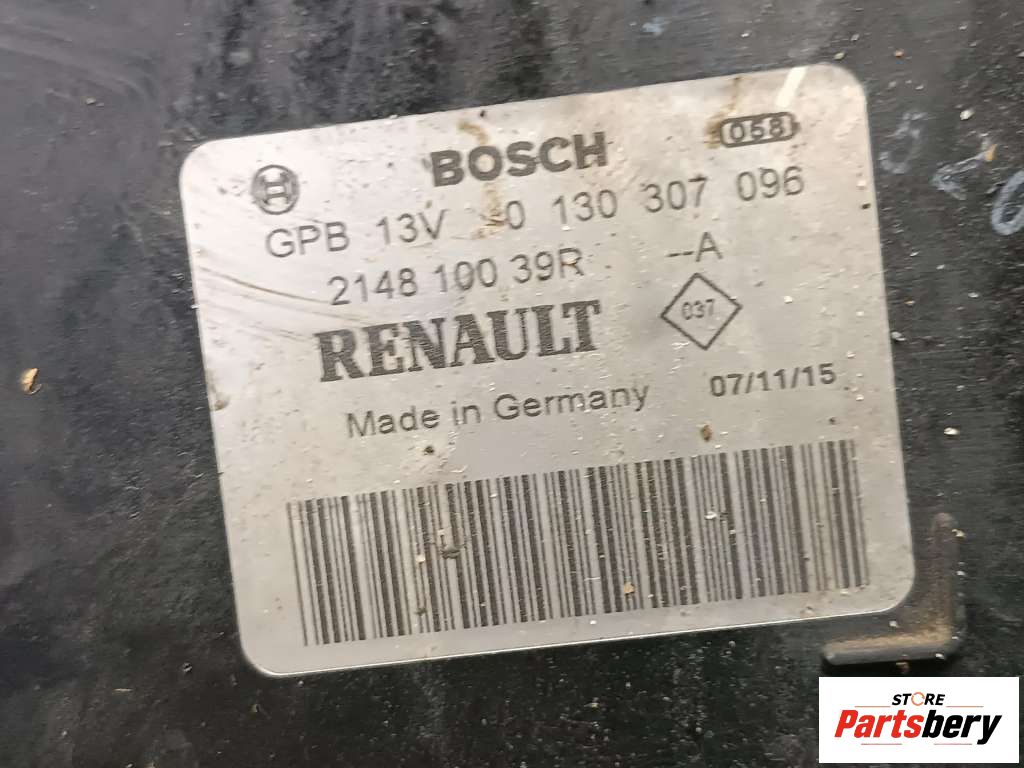 BOSCH 058
GPB 13V 0 130 307 096
2148 100 39R --A
RENAULT 037
Made in Germany 07/11/15
STORE
Partsbery